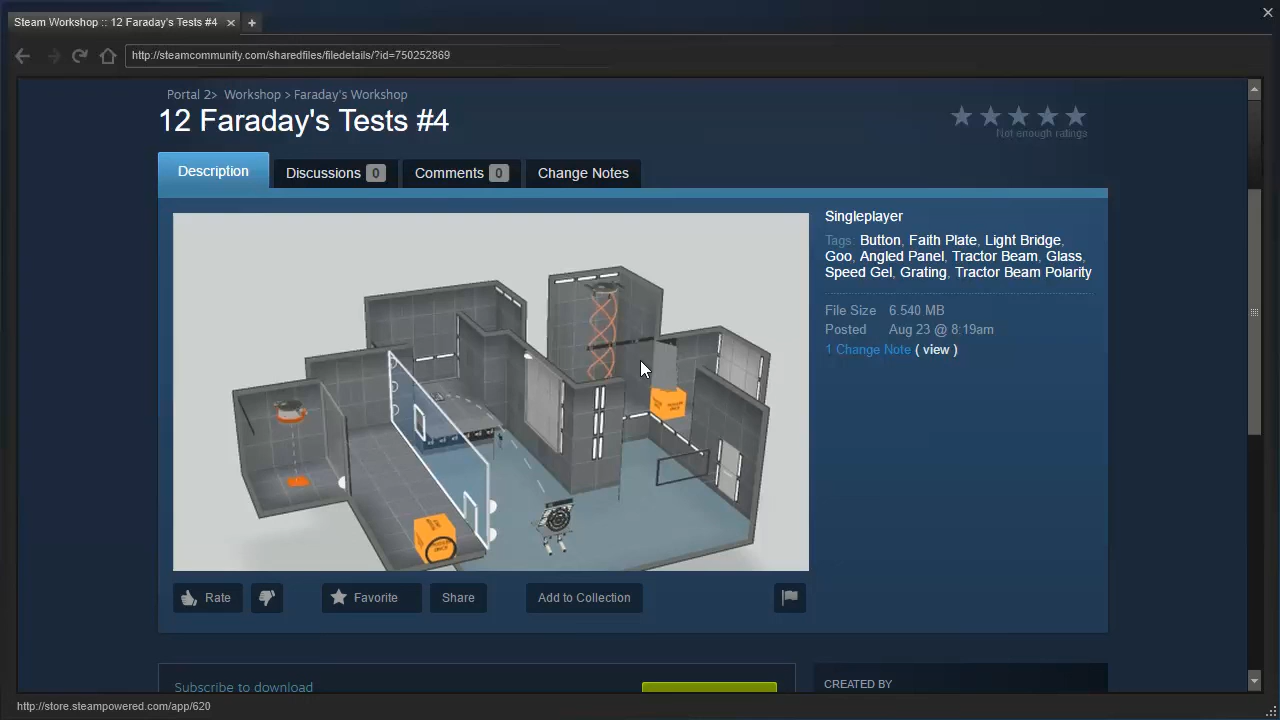 Steam Workshop :: 12 Faraday's Tests #4
http://steamcommunity.com/sharedfiles/filedetails/?id=750252869
Portal 2> Workshop > Faraday's Workshop
12 Faraday's Tests #4
Not enough ratings
Description
Discussions 0
Comments 0
Change Notes
Singleplayer
Tags: Button, Faith Plate, Light Bridge,
Goo, Angled Panel, Tractor Beam, Glass,
Speed Gel, Grating, Tractor Beam Polarity
File Size 6.540 MB
Posted Aug 23 @ 8:19am
1 Change Note ( view )
Rate
Favorite
Share
Add to Collection
Subscribe to download
CREATED BY
http://store.steampowered.com/app/620